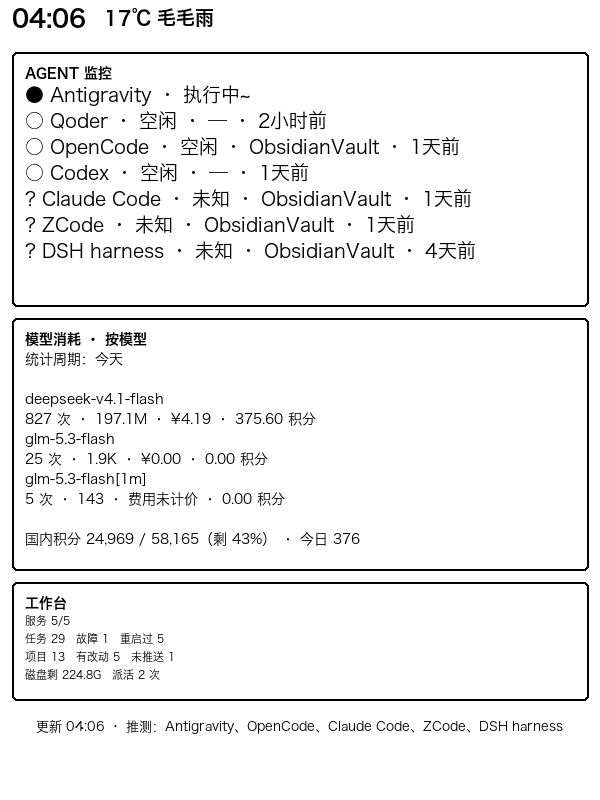 04:06 17℃ 毛毛雨
AGENT 监控
● Antigravity · 执行中~
○ Qoder · 空闲 · — · 2小时前
○ OpenCode · 空闲 · ObsidianVault · 1天前
○ Codex · 空闲 · — · 1天前
? Claude Code · 未知 · ObsidianVault · 1天前
? ZCode · 未知 · ObsidianVault · 1天前
? DSH harness · 未知 · ObsidianVault · 4天前
模型消耗 · 按模型
统计周期：今天
deepseek-v4.1-flash
827 次 · 197.1M · ¥4.19 · 375.60 积分
glm-5.3-flash
25 次 · 1.9K · ¥0.00 · 0.00 积分
glm-5.3-flash[1m]
5 次 · 143 · 费用未计价 · 0.00 积分
国内积分 24,969 / 58,165（剩 43%） · 今日 376
工作台
服务 5/5
任务 29 故障 1 重启过 5
项目 13 有改动 5 未推送 1
磁盘剩 224.8G 派活 2 次
更新 04:06 · 推测：Antigravity、OpenCode、Claude Code、ZCode、DSH harness